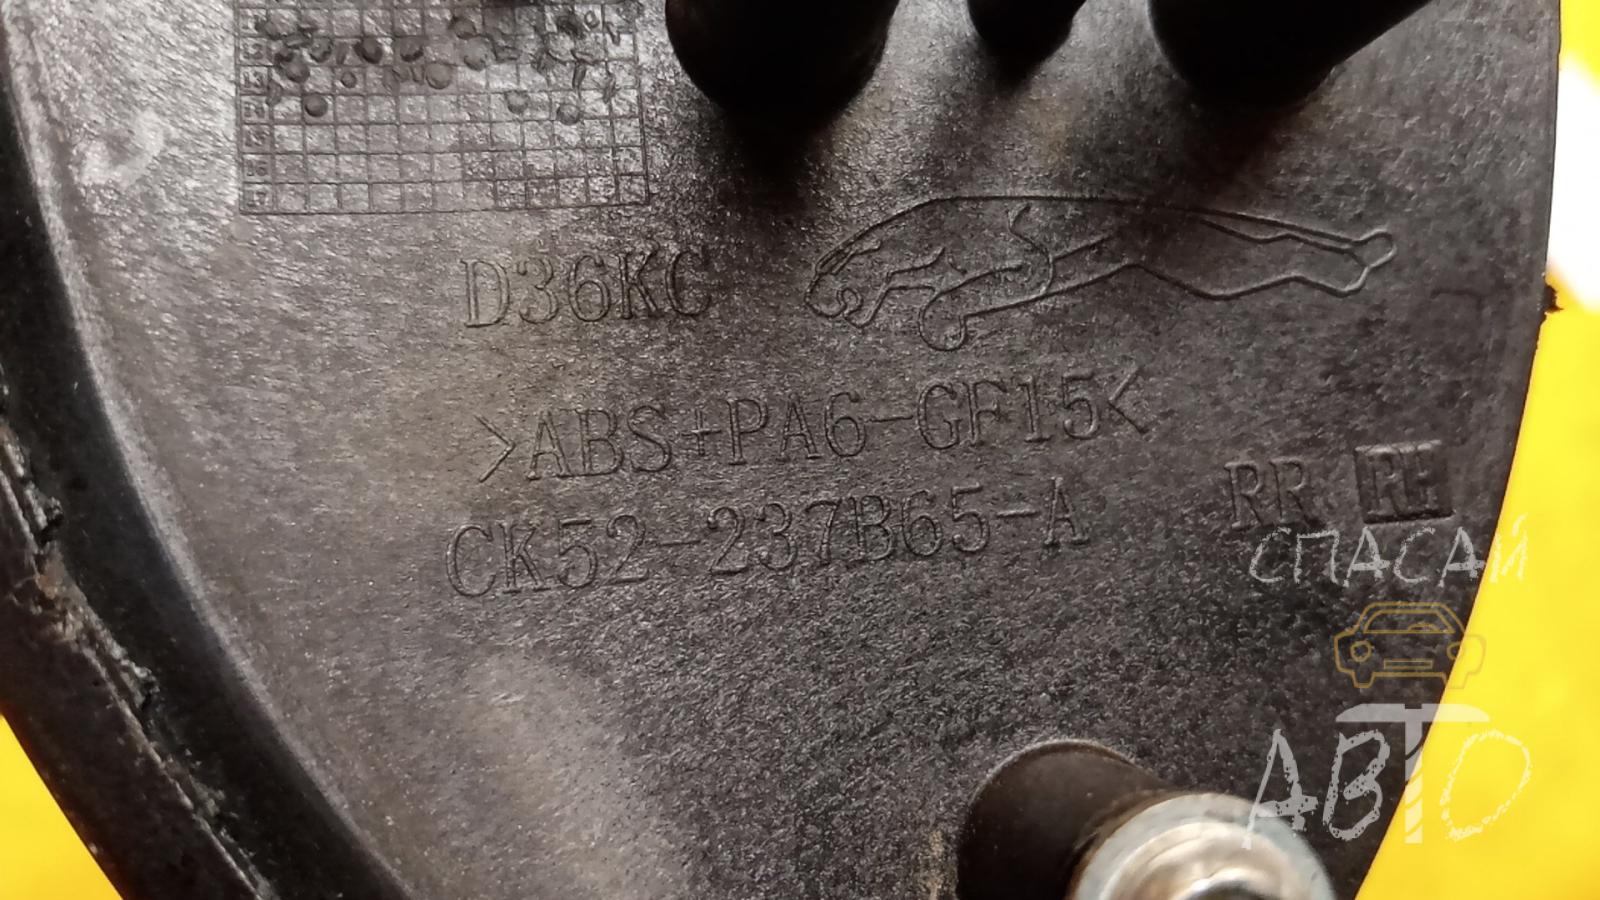 D36KC
>ABS+PA6-GF15<
CK52-237B65-A
RR RH
СПАСАЙ
АВТО